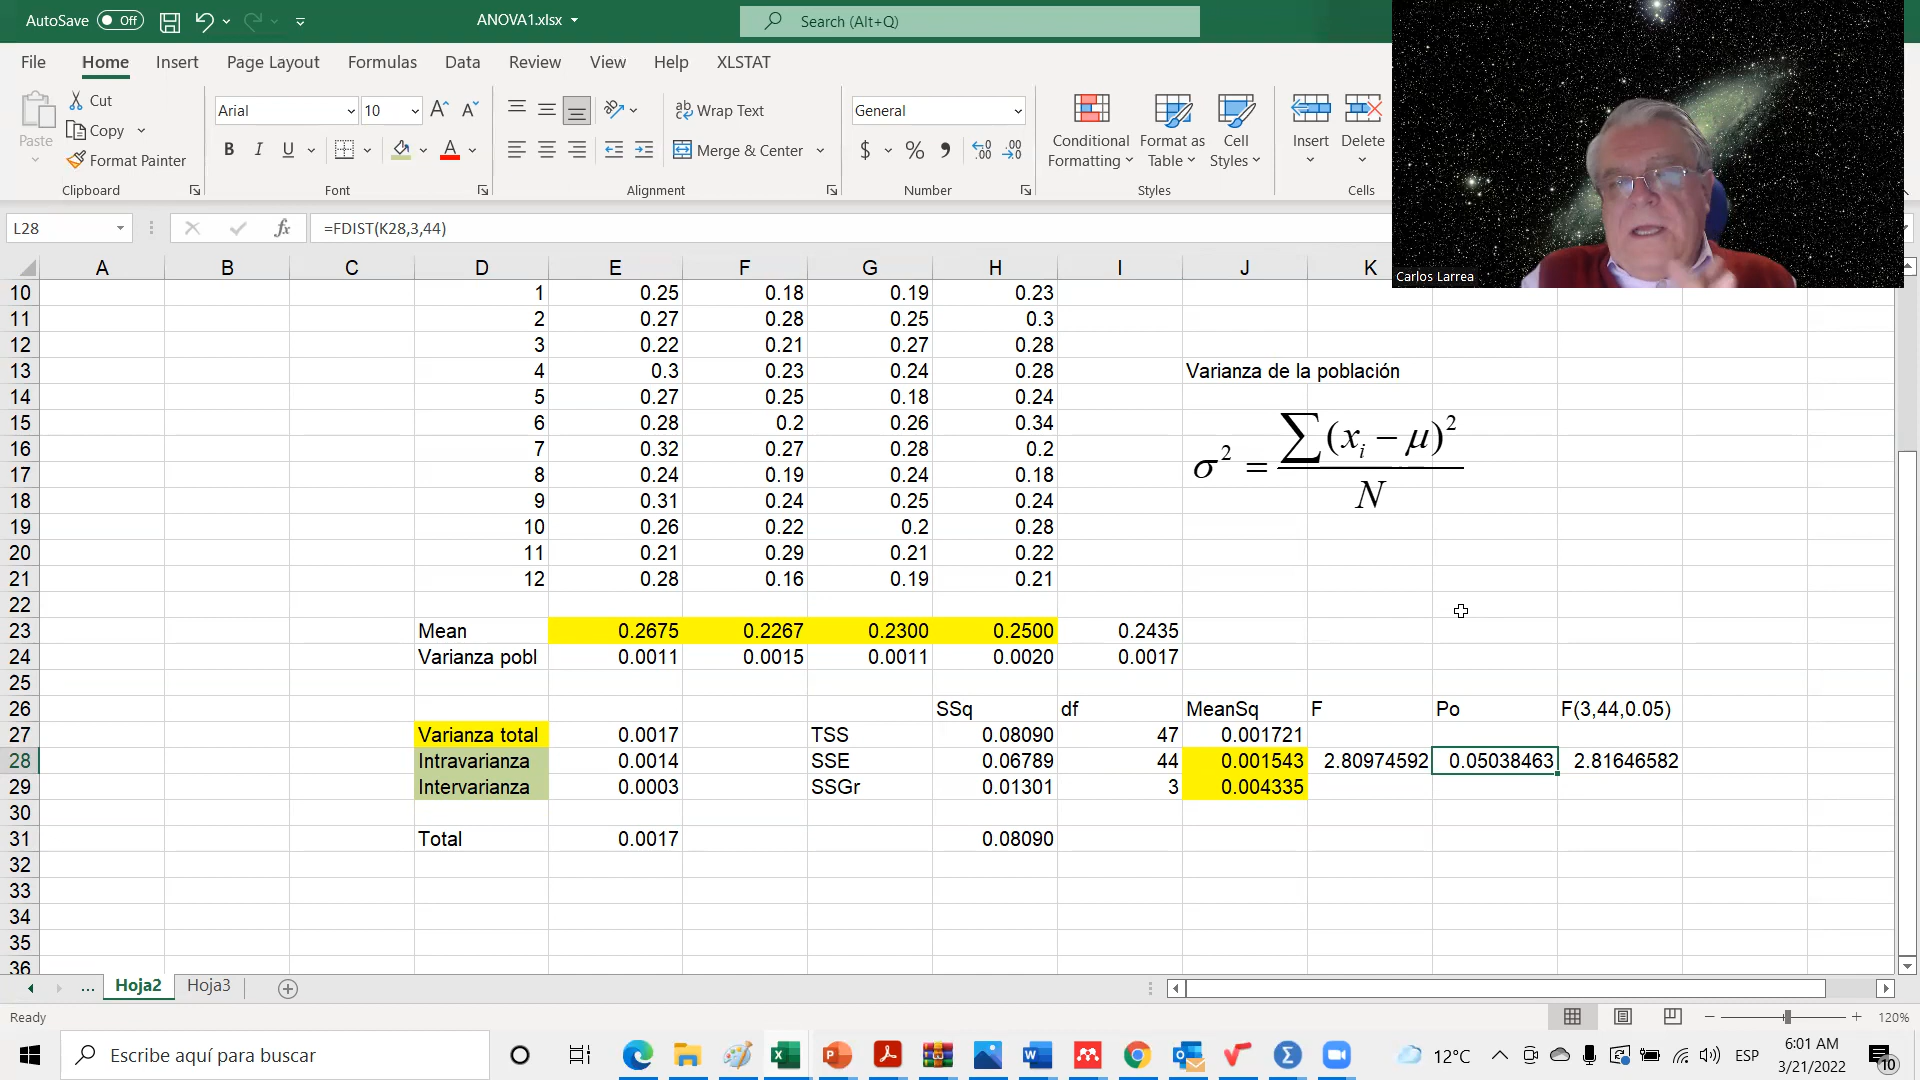 AutoSave Off ANOVA1.xlsx Search (Alt+Q)
File Home Insert Page Layout Formulas Data Review View Help XLSTAT
Paste Cut Copy Format Painter Clipboard
Arial 10 B I U A Font
Wrap Text Merge & Center Alignment
General $ % Number
Conditional Formatting Format as Table Cell Styles Styles
Insert Delete Cells
Carlos Larrea
L28 fx =FDIST(K28,3,44)
A B C D E F G H I J K
10 1 0.25 0.18 0.19 0.23
11 2 0.27 0.28 0.25 0.3
12 3 0.22 0.21 0.27 0.28
13 4 0.3 0.23 0.24 0.28 Varianza de la población
14 5 0.27 0.25 0.18 0.24
15 6 0.28 0.2 0.26 0.34
16 7 0.32 0.27 0.28 0.2
17 8 0.24 0.19 0.24 0.18
18 9 0.31 0.24 0.25 0.24
19 10 0.26 0.22 0.2 0.28
20 11 0.21 0.29 0.21 0.22
21 12 0.28 0.16 0.19 0.21
σ² = ∑(xᵢ − μ)² / N
22
23 Mean 0.2675 0.2267 0.2300 0.2500 0.2435
24 Varianza pobl 0.0011 0.0015 0.0011 0.0020 0.0017
25
26 SSq df MeanSq F Po F(3,44,0.05)
27 Varianza total 0.0017 TSS 0.08090 47 0.001721
28 Intravarianza 0.0014 SSE 0.06789 44 0.001543 2.80974592 0.05038463 2.81646582
29 Intervarianza 0.0003 SSGr 0.01301 3 0.004335
30
31 Total 0.0017 0.08090
32
33
34
35
36
... Hoja2 Hoja3
Ready 120%
Escribe aquí para buscar 12°C ESP 6:01 AM
3/21/2022 10